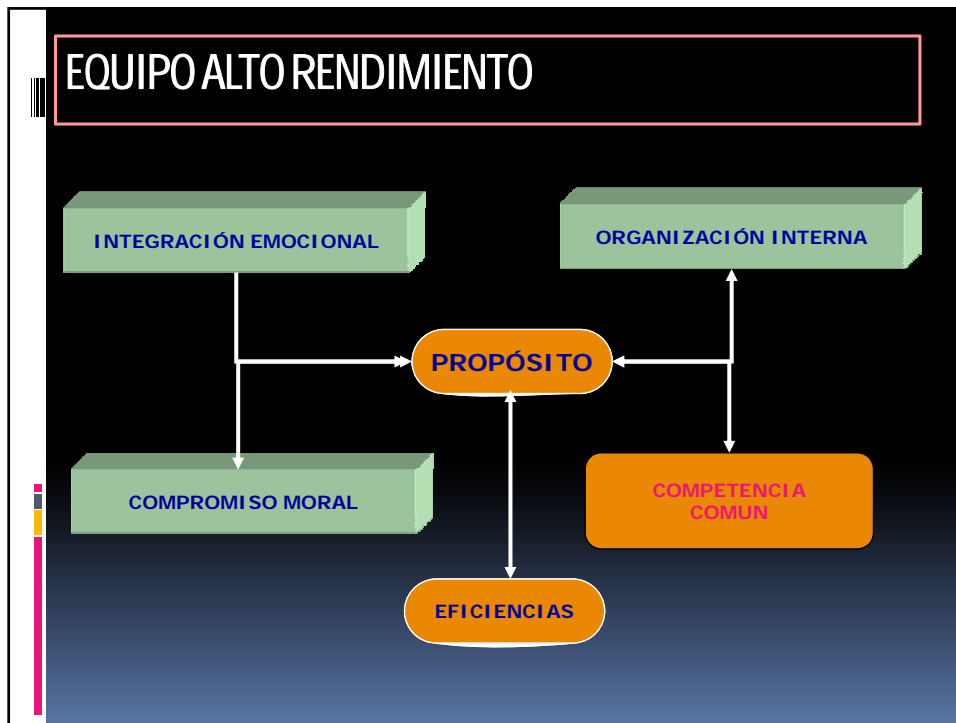 EQUIPO ALTO RENDIMIENTO
INTEGRACIÓN EMOCIONAL
ORGANIZACIÓN INTERNA
PROPÓSITO
COMPROMISO MORAL
COMPETENCIA
COMUN
EFICIENCIAS